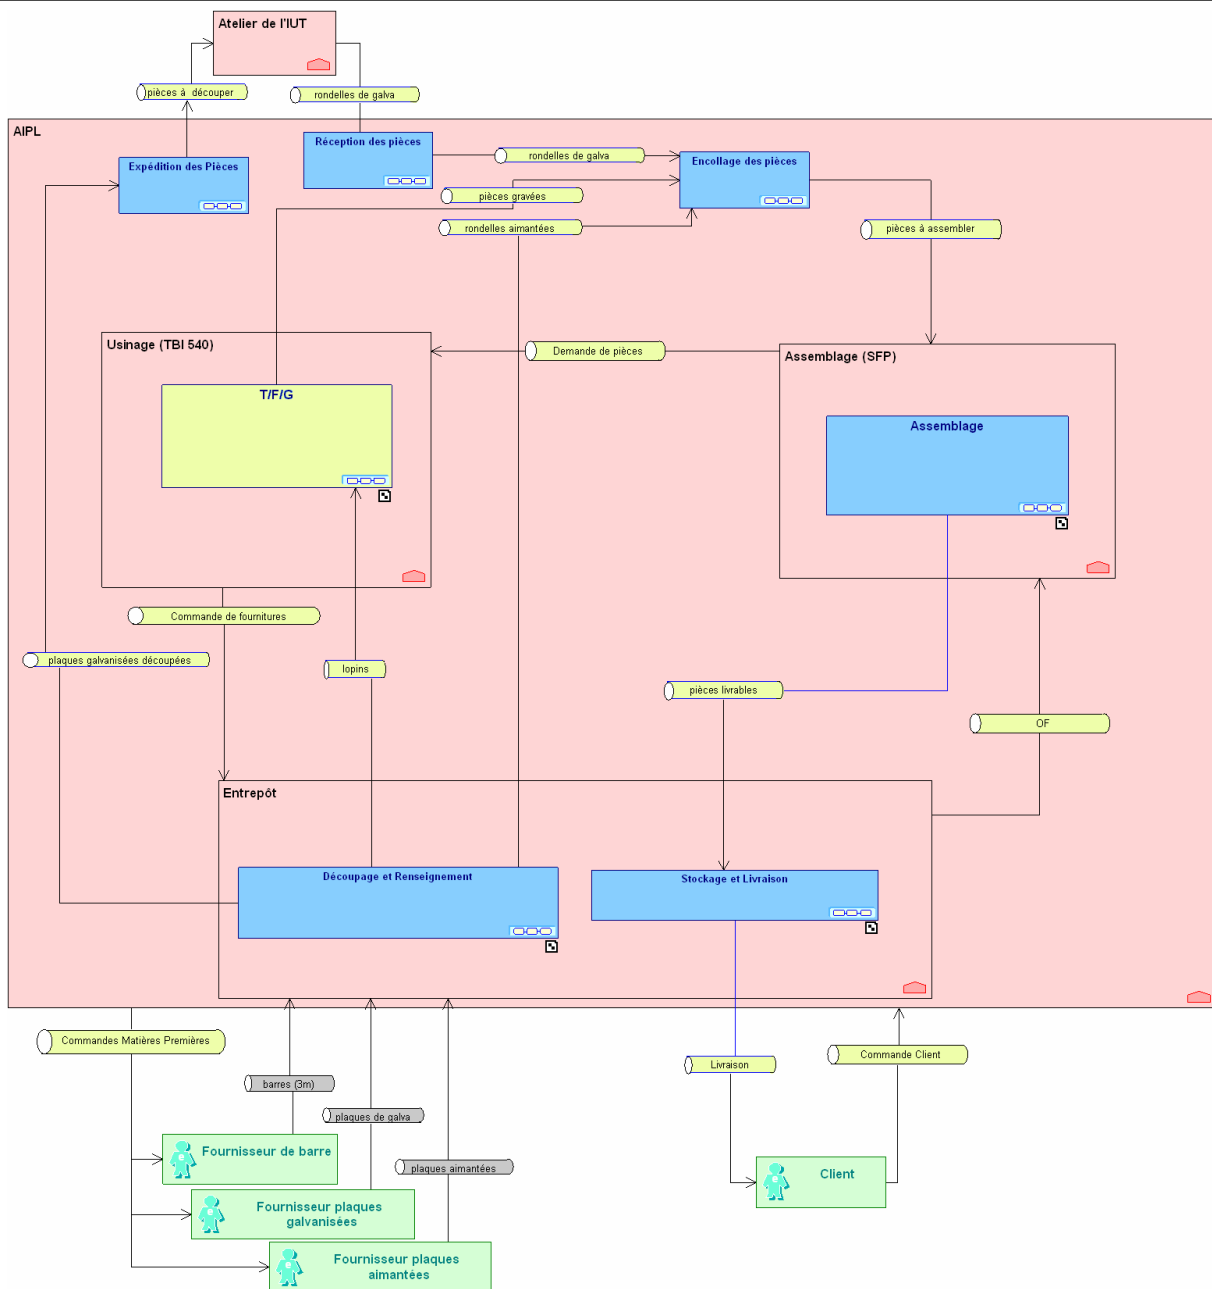 Atelier de l'IUT
pièces à découper
rondelles de galva
AIPL
Réception des pièces
Expédition des Pièces
rondelles de galva
Encollage des pièces
pièces gravées
rondelles aimantées
pièces à assembler
Usinage (TBI 540)
Demande de pièces
Assemblage (SFP)
T/F/G
Assemblage
Commande de fournitures
plaques galvanisées découpées
lopins
pièces livrables
OF
Entrepôt
Découpage et Renseignement
Stockage et Livraison
Commandes Matières Premières
Livraison
Commande Client
barres (3m)
plaques de galva
Fournisseur de barre
plaques aimantées
Client
Fournisseur plaques
galvanisées
Fournisseur plaques
aimantées